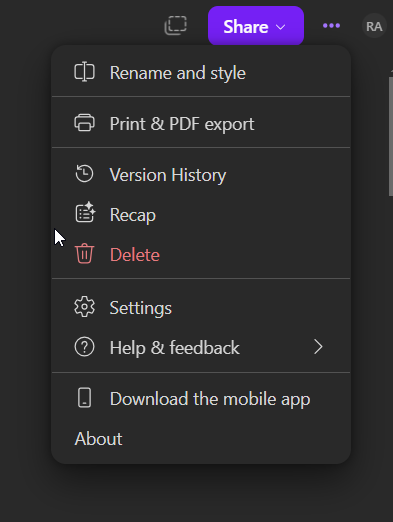 Share
RA
Rename and style
Print & PDF export
Version History
Recap
Delete
Settings
Help & feedback
Download the mobile app
About